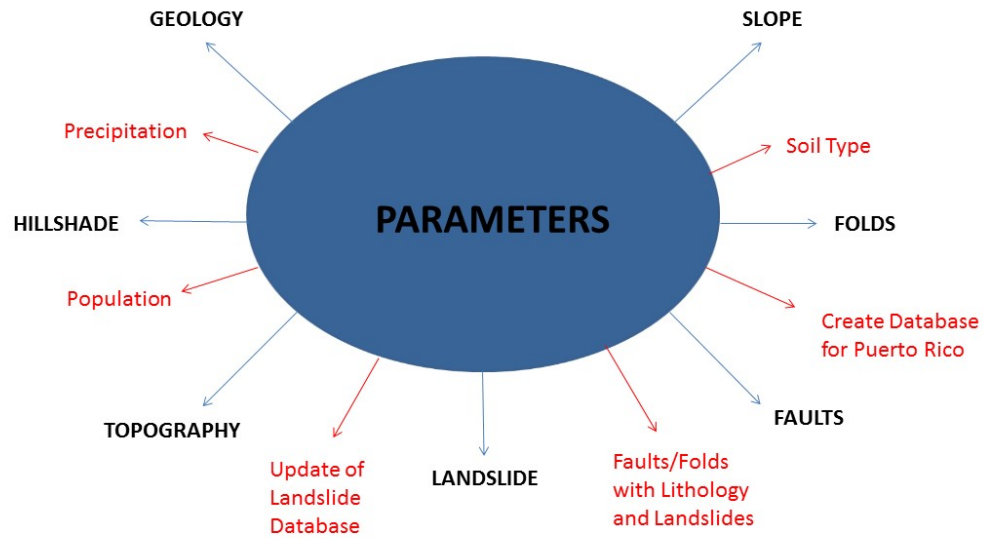 GEOLOGY
SLOPE
Precipitation
Soil Type
PARAMETERS
HILLSHADE
FOLDS
Population
Create Database
for Puerto Rico
TOPOGRAPHY
FAULTS
Update of
Landslide
Database
LANDSLIDE
Faults/Folds
with Lithology
and Landslides